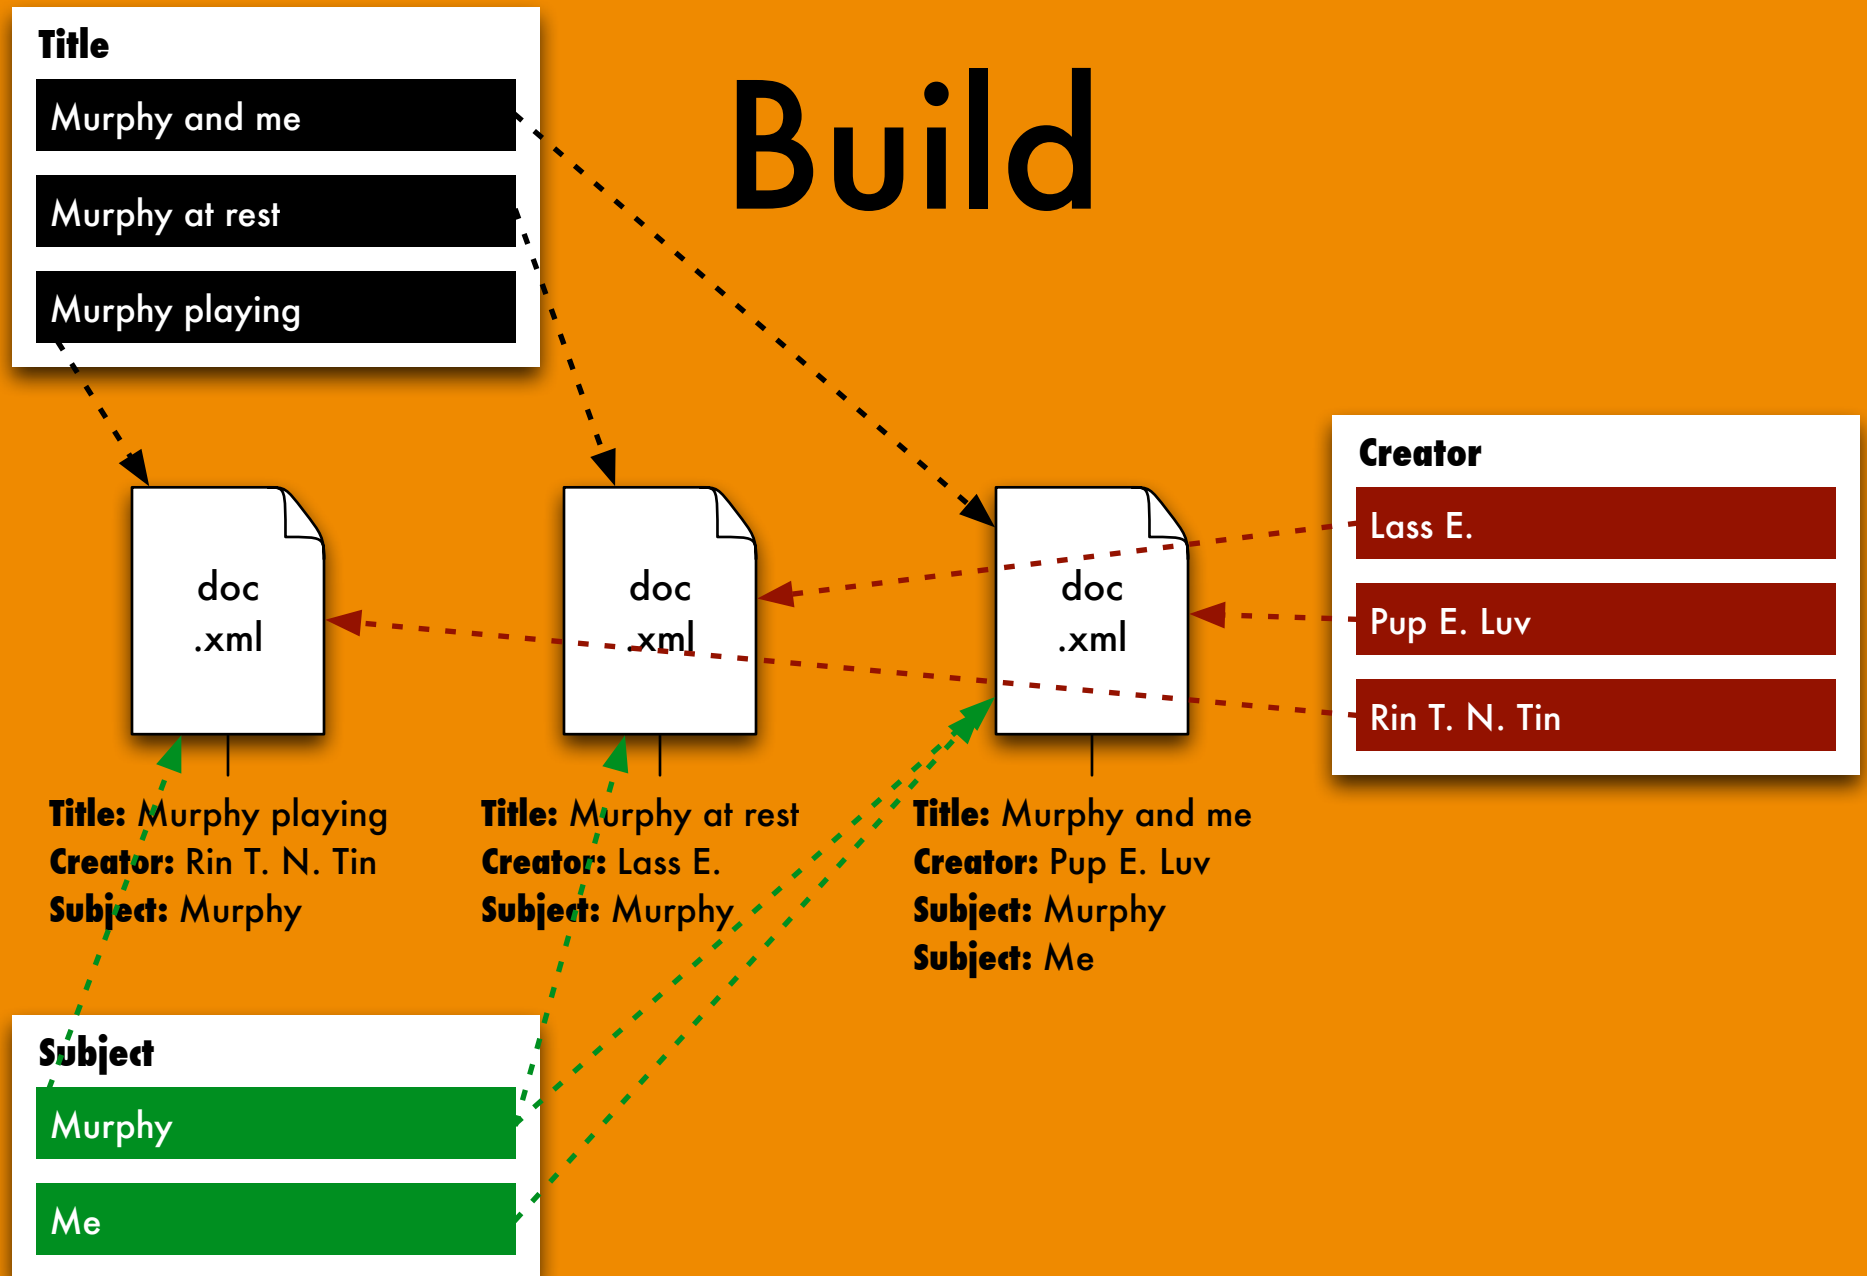 Build
Title
Murphy and me
Murphy at rest
Murphy playing
Creator
Lass E.
Pup E. Luv
Rin T. N. Tin
doc
.xml
Title: Murphy playing
Creator: Rin T. N. Tin
Subject: Murphy
doc
.xml
Title: Murphy at rest
Creator: Lass E.
Subject: Murphy
doc
.xml
Title: Murphy and me
Creator: Pup E. Luv
Subject: Murphy
Subject: Me
Subject
Murphy
Me